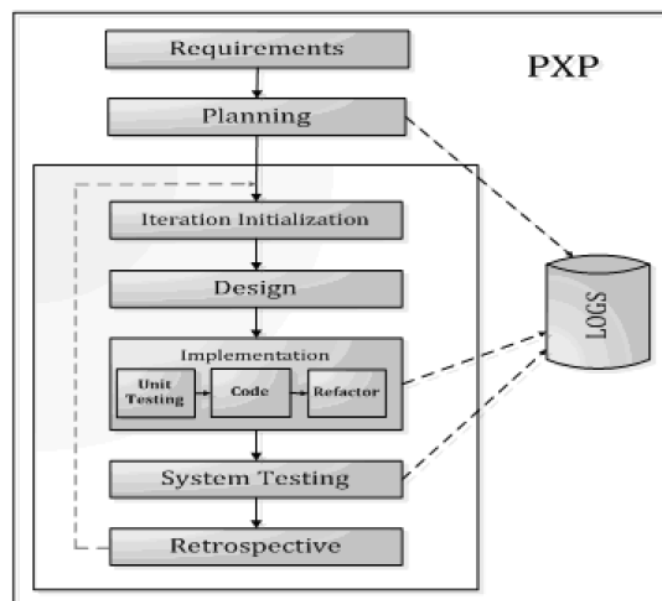 Requirements
PXP
Planning
Iteration Initialization
Design
LOGS
Implementation
Unit
Testing
Code
Refactor
System Testing
Retrospective